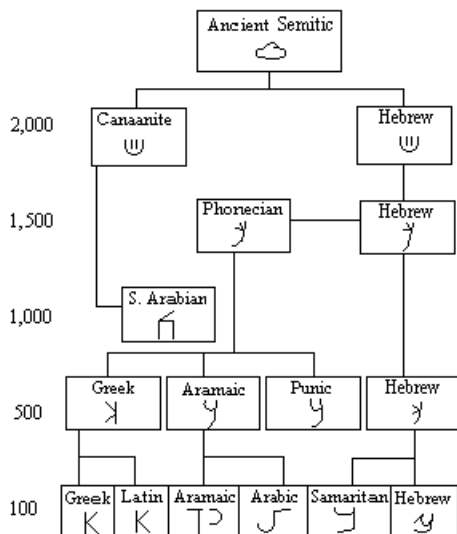 Ancient Semitic
2,000
Canaanite
Hebrew
1,500
Phonecian
Hebrew
1,000
S. Arabian
500
Greek
Aramaic
Punic
Hebrew
100
Greek
Latin
Aramaic
Arabic
Samaritan
Hebrew